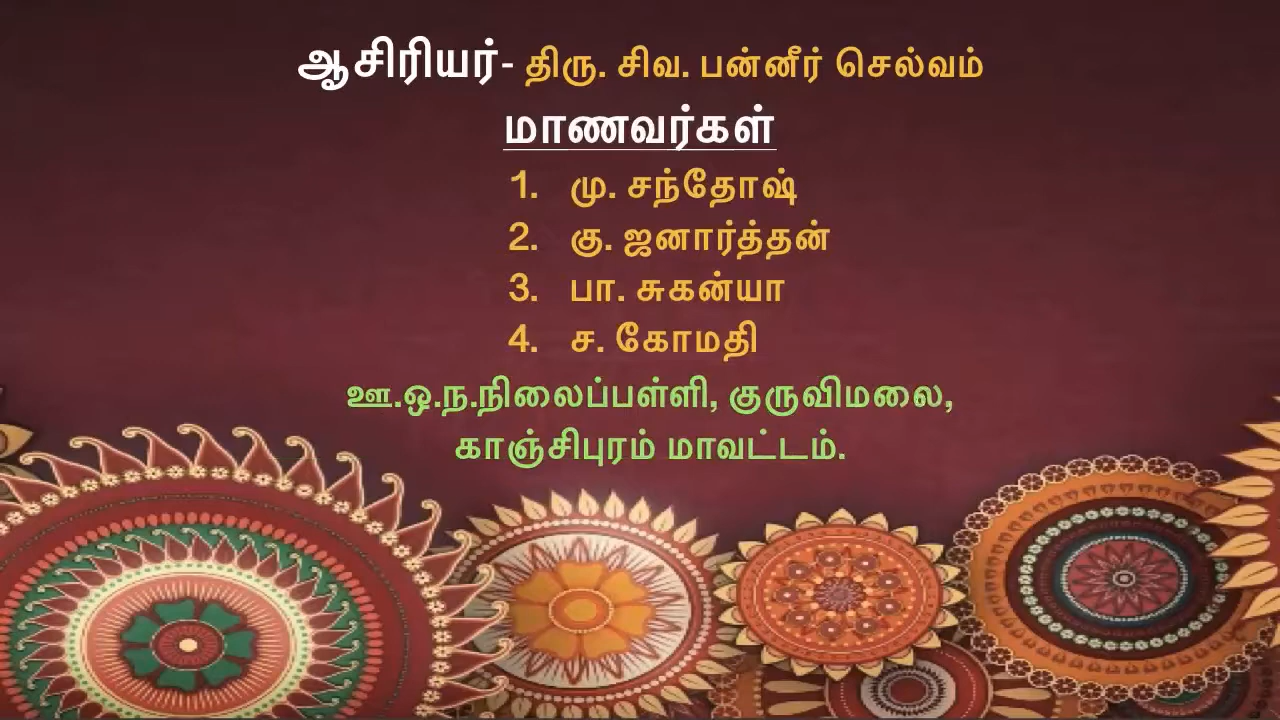 ஆசிரியர்- திரு. சிவ. பன்னீர் செல்வம்
மாணவர்கள்
1. மு. சந்தோஷ்
2. கு. ஜனார்த்தன்
3. பா. சுகன்யா
4. ச. கோமதி
ஊ.ஒ.ந.நிலைப்பள்ளி, குருவிமலை,
காஞ்சிபுரம் மாவட்டம்.